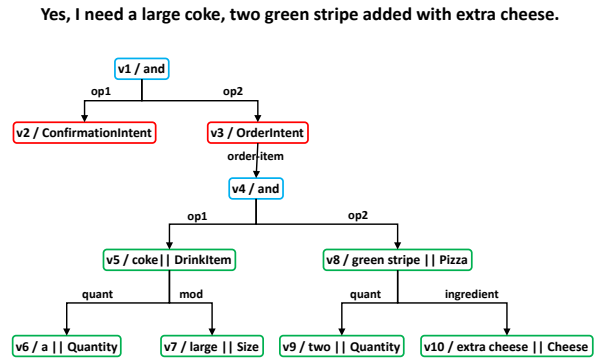 Yes, I need a large coke, two green stripe added with extra cheese.
v1 / and
op1 op2
v2 / ConfirmationIntent v3 / OrderIntent
order-item
v4 / and
op1 op2
v5 / coke|| DrinkItem v8 / green stripe || Pizza
quant mod quant ingredient
v6 / a || Quantity v7 / large || Size v9 / two || Quantity v10 / extra cheese || Cheese